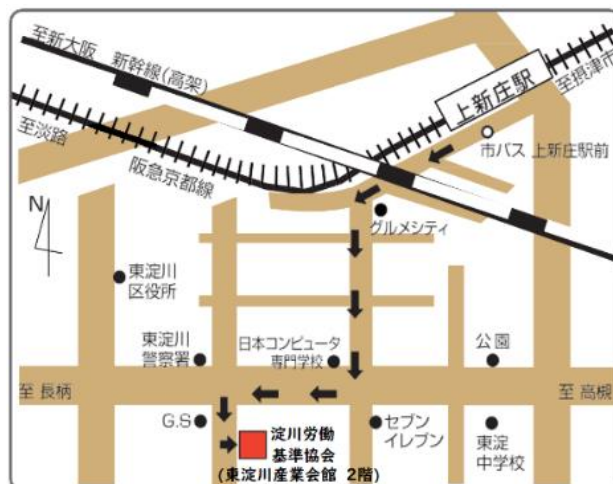 至新大阪
新幹線(高架)
至淡路
阪急京都線
上新庄駅
至摂津市
市バス 上新庄駅前
N
グルメシティ
東淀川
区役所
東淀川
警察署
日本コンピュータ
専門学校
公園
至 長柄
至 高槻
G.S
淀川労働
基準協会
(東淀川産業会館 2階)
セブン
イレブン
東淀
中学校